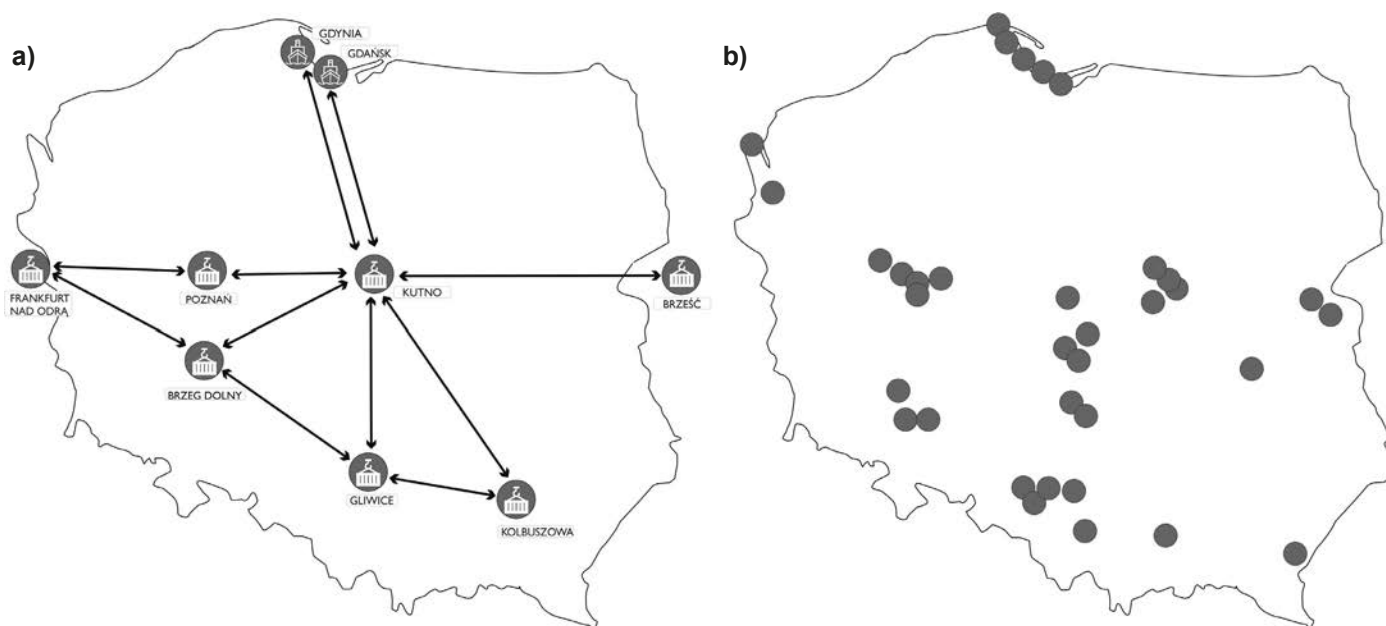 a)
GDYNIA
GDAŃSK
b)
FRANKFURT
NAD ODRĄ
POZNAŃ
KUTNO
BRZEŚĆ
BRZEG DOLNY
GLIWICE
KOLBUSZOWA